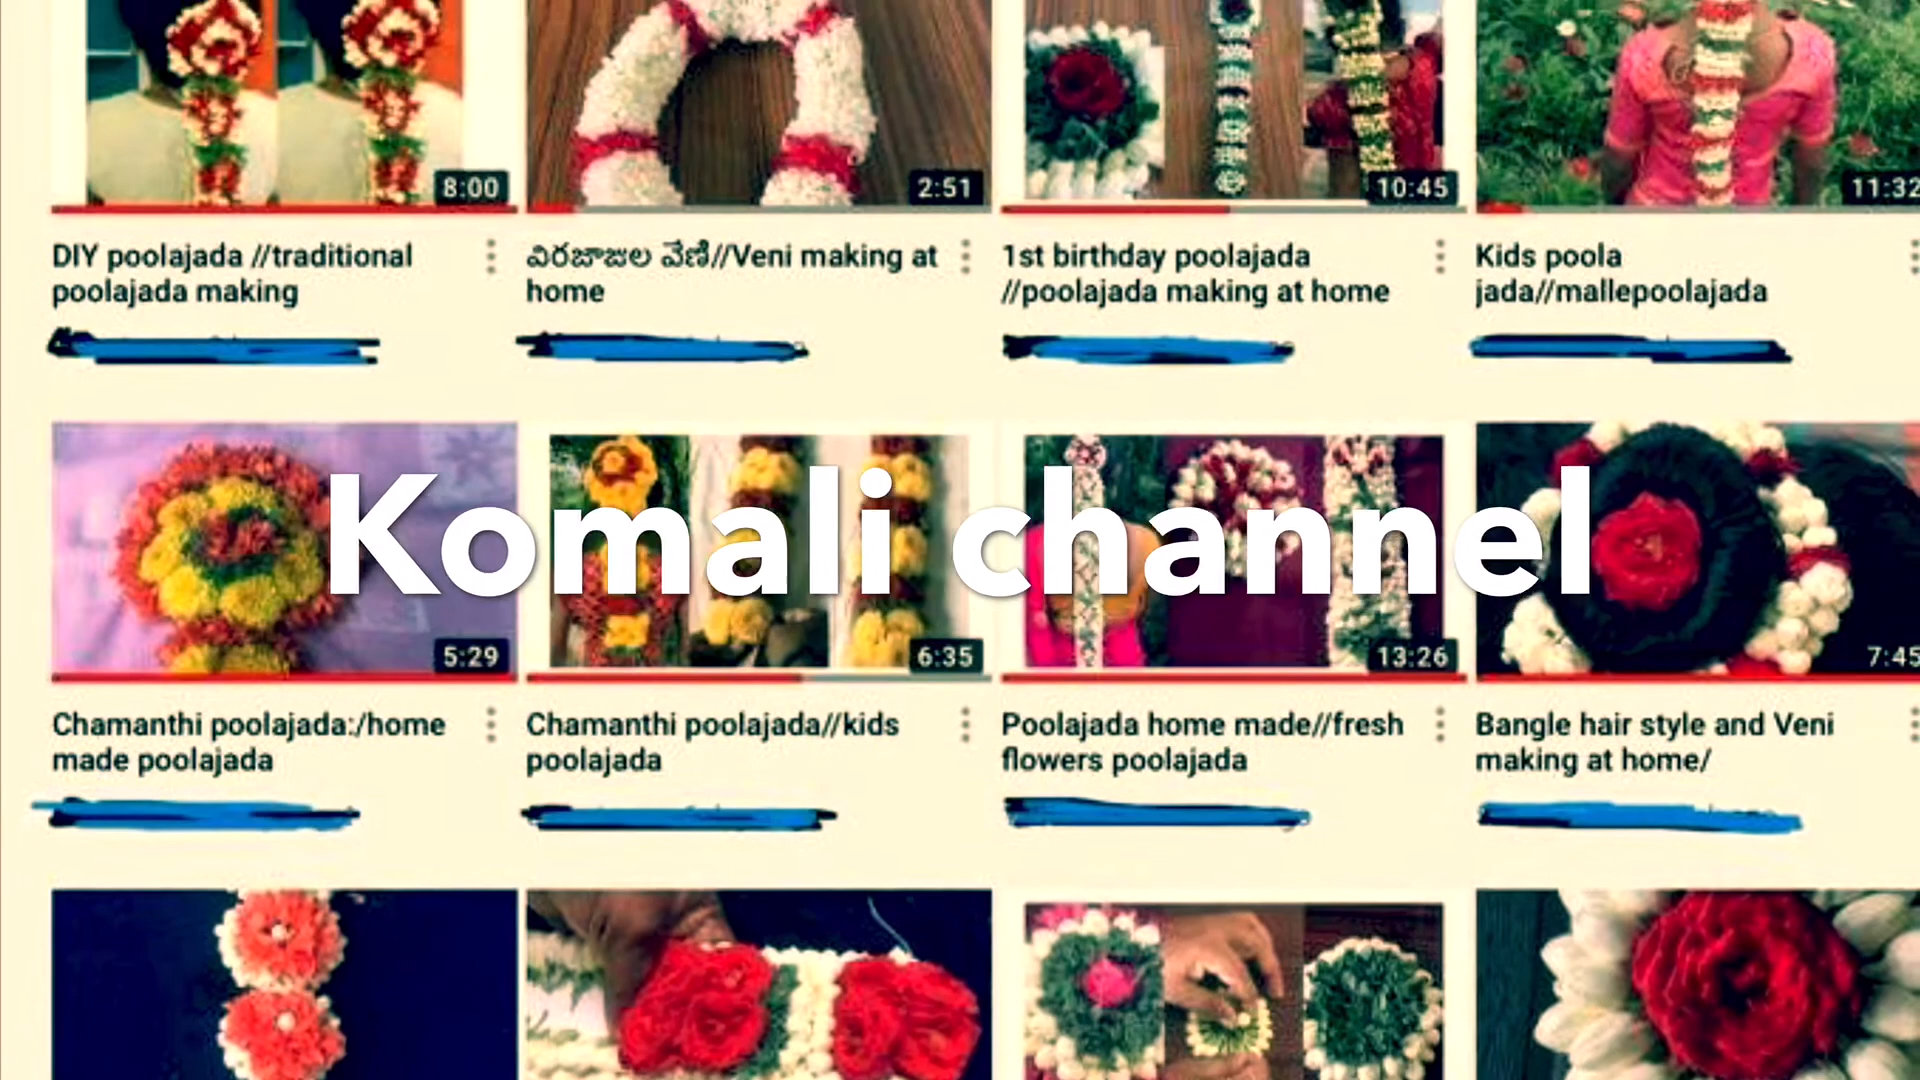 8:00
2:51
10:45
11:32
DIY poolajada //traditional
poolajada making
విరజాజుల వేణి//Veni making at
home
1st birthday poolajada
//poolajada making at home
Kids poola
jada//mallepoolajada
Komali channel
5:29
6:35
13:26
7:45
Chamanthi poolajada:/home
made poolajada
Chamanthi poolajada//kids
poolajada
Poolajada home made//fresh
flowers poolajada
Bangle hair style and Veni
making at home/